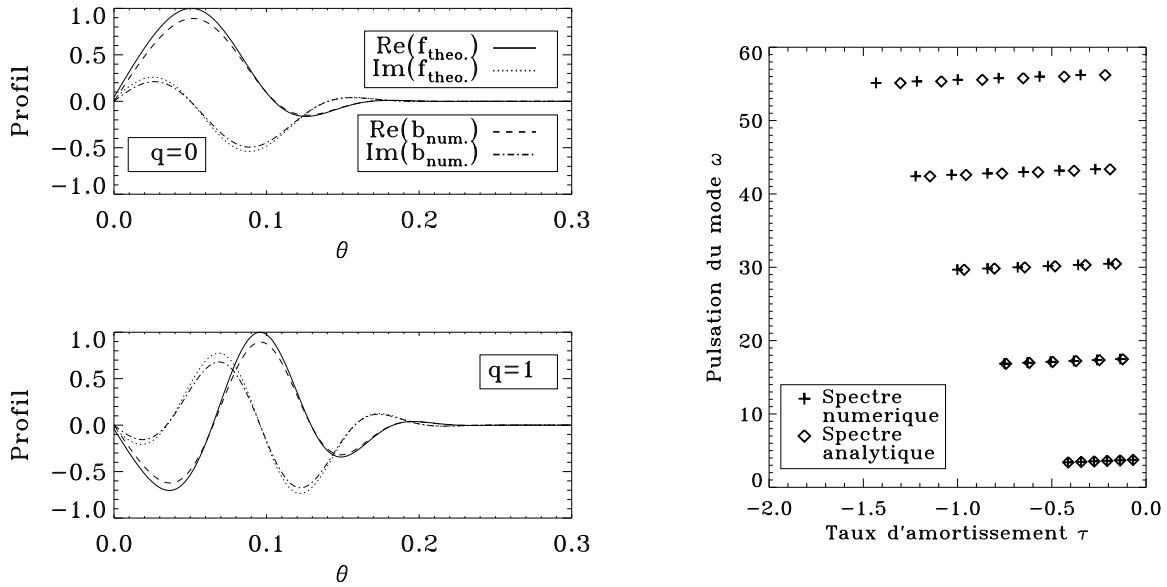 1.0
0.5
0.0
−0.5
−1.0
Profil
Re(f_theo.)
Im(f_theo.)
Re(b_num.)
Im(b_num.)
q=0
0.0 0.1 0.2 0.3
θ
1.0
0.5
0.0
−0.5
−1.0
Profil
q=1
0.0 0.1 0.2 0.3
θ
60
50
40
30
20
10
0
Pulsation du mode ω
Spectre
numerique
Spectre
analytique
−2.0 −1.5 −1.0 −0.5 0.0
Taux d'amortissement τ